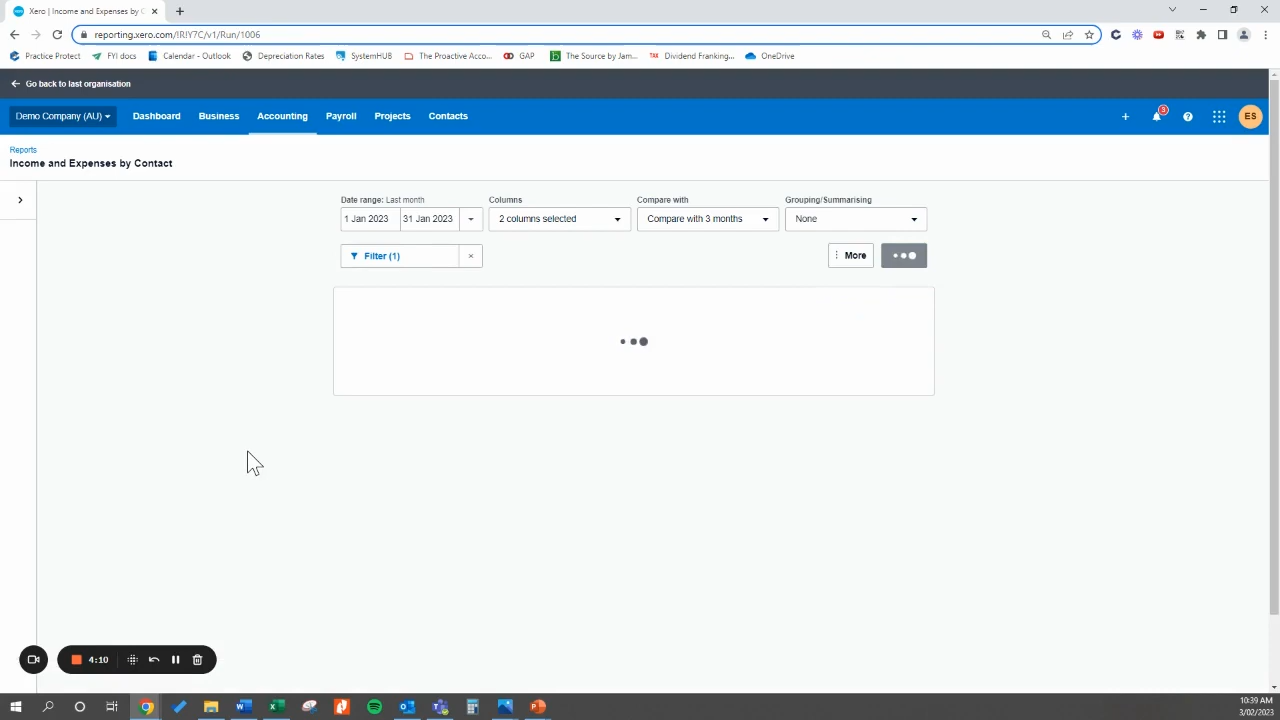 Xero | Income and Expenses by C
reporting.xero.com/!R!Y7C/v1/Run/1006
Practice Protect
FYI docs
Calendar - Outlook
Depreciation Rates
SystemHUB
The Proactive Acco...
GAP
The Source by Jam...
TAX
Dividend Franking...
OneDrive
Go back to last organisation
Demo Company (AU)
Dashboard
Business
Accounting
Payroll
Projects
Contacts
3
ES
Reports
Income and Expenses by Contact
Date range: Last month
Columns
Compare with
Grouping/Summarising
1 Jan 2023
31 Jan 2023
2 columns selected
Compare with 3 months
None
Filter (1)
More
4:10
10:39 AM
3/02/2023